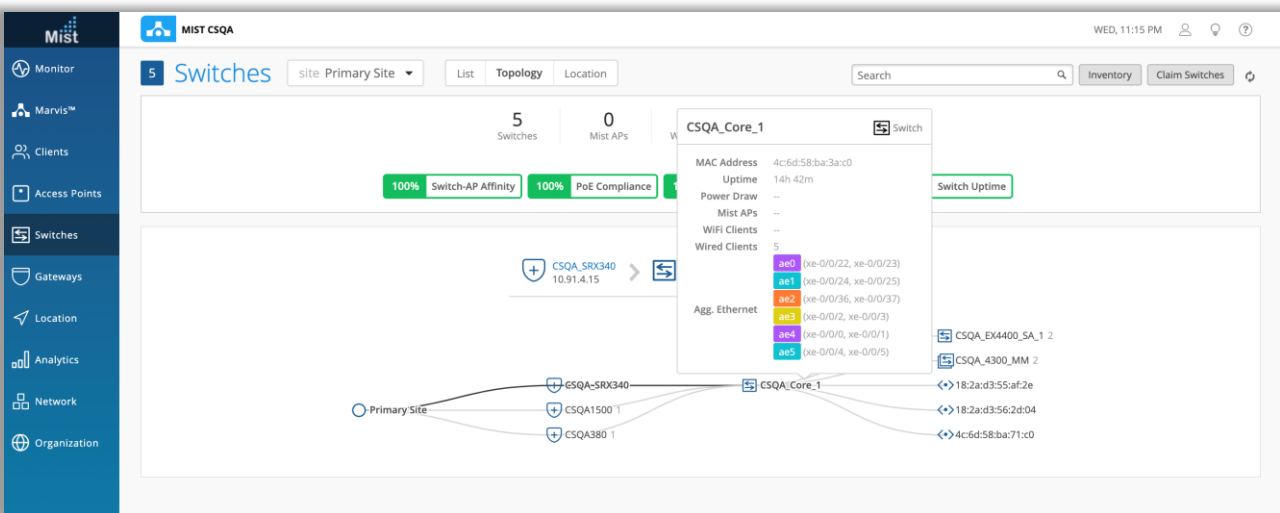 Mist
MIST CSQA
WED, 11:15 PM
Monitor
Marvis™
Clients
Access Points
Switches
Gateways
Location
Analytics
Network
Organization
5 Switches
site Primary Site
List Topology Location
Search
Inventory
Claim Switches
5
Switches
0
Mist APs
W
100% Switch-AP Affinity
100% PoE Compliance
Switch Uptime
CSQA_Core_1
Switch
MAC Address 4c:6d:58:ba:3a:c0
Uptime 14h 42m
Power Draw --
Mist APs --
WiFi Clients --
Wired Clients 5
Agg. Ethernet
ae0 (xe-0/0/22, xe-0/0/23)
ae1 (xe-0/0/24, xe-0/0/25)
ae2 (xe-0/0/36, xe-0/0/37)
ae3 (xe-0/0/2, xe-0/0/3)
ae4 (xe-0/0/0, xe-0/0/1)
ae5 (xe-0/0/4, xe-0/0/5)
CSQA_SRX340
10.91.4.15
Primary Site
CSQA-SRX340
CSQA1500 1
CSQA380 1
CSQA_Core_1
CSQA_EX4400_SA_1 2
CSQA_4300_MM 2
18:2a:d3:55:af:2e
18:2a:d3:56:2d:04
4c:6d:58:ba:71:c0